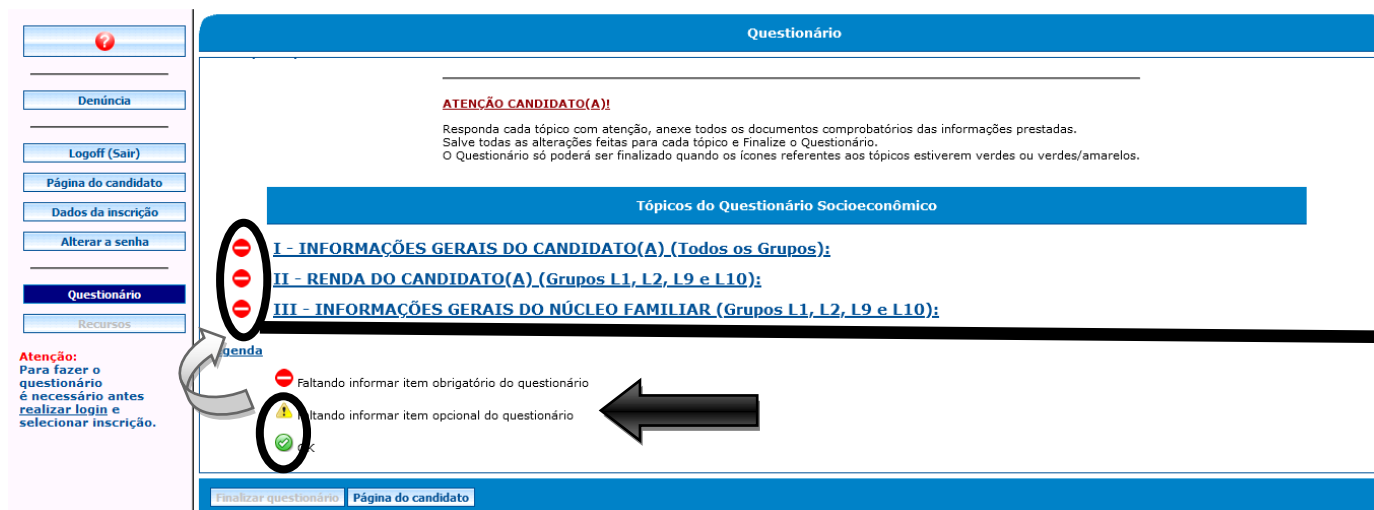 Questionário
Denúncia
Logoff (Sair)
Página do candidato
Dados da inscrição
Alterar a senha
Questionário
Recursos
Atenção:
Para fazer o
questionário
é necessário antes
realizar login e
selecionar inscrição.
ATENÇÃO CANDIDATO(A)!
Responda cada tópico com atenção, anexe todos os documentos comprobatórios das informações prestadas.
Salve todas as alterações feitas para cada tópico e Finalize o Questionário.
O Questionário só poderá ser finalizado quando os ícones referentes aos tópicos estiverem verdes ou verdes/amarelos.
Tópicos do Questionário Socioeconômico
I - INFORMAÇÕES GERAIS DO CANDIDATO(A) (Todos os Grupos):
II - RENDA DO CANDIDATO(A) (Grupos L1, L2, L9 e L10):
III - INFORMAÇÕES GERAIS DO NÚCLEO FAMILIAR (Grupos L1, L2, L9 e L10):
Legenda
Faltando informar item obrigatório do questionário
Faltando informar item opcional do questionário
OK
Finalizar questionário
Página do candidato